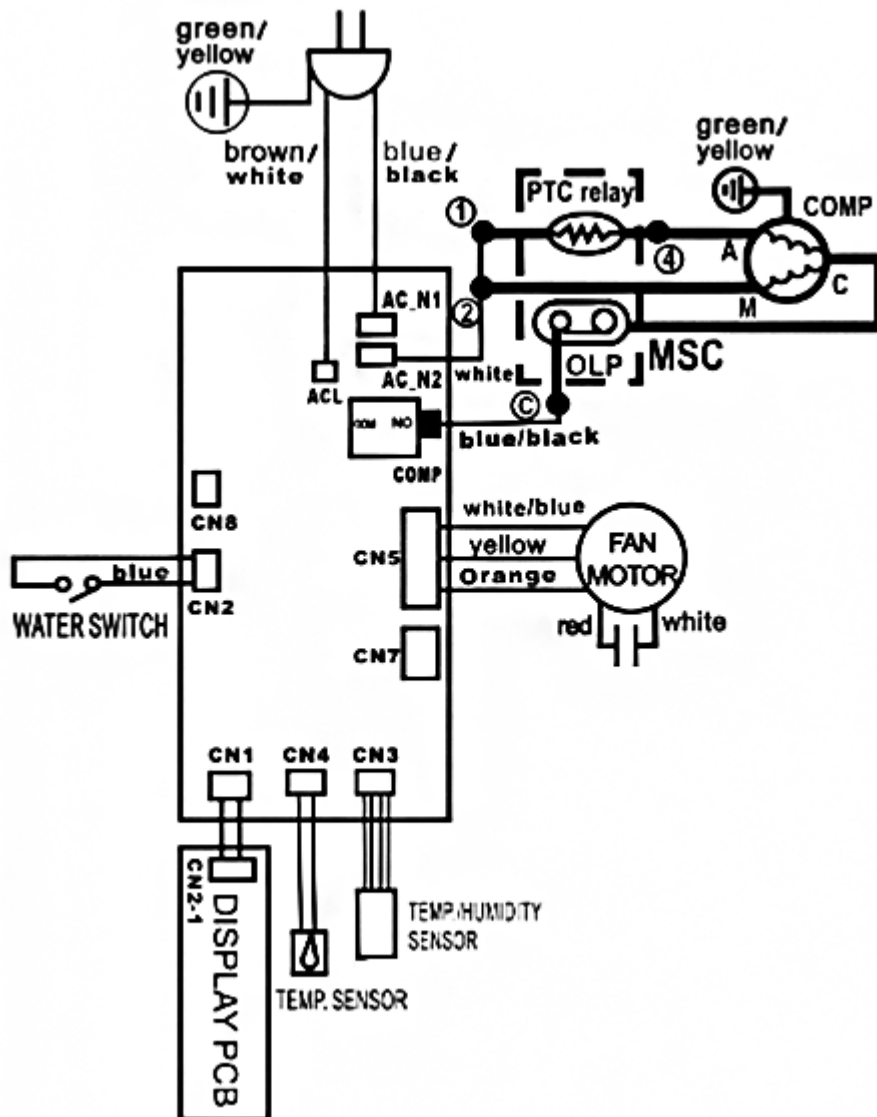 green/
yellow
brown/
white
blue/
black
green/
yellow
PTC relay
COMP
①
④
A
C
M
AC_N1
②
AC_N2
white
OLP
MSC
ACL
Ⓒ
COM
NO
blue/black
COMP
CN8
white/blue
yellow
Orange
CN5
FAN
MOTOR
blue
CN2
WATER SWITCH
red
white
CN7
CN1
CN4
CN3
CN2-1
DISPLAY PCB
TEMP./HUMIDITY
SENSOR
TEMP. SENSOR